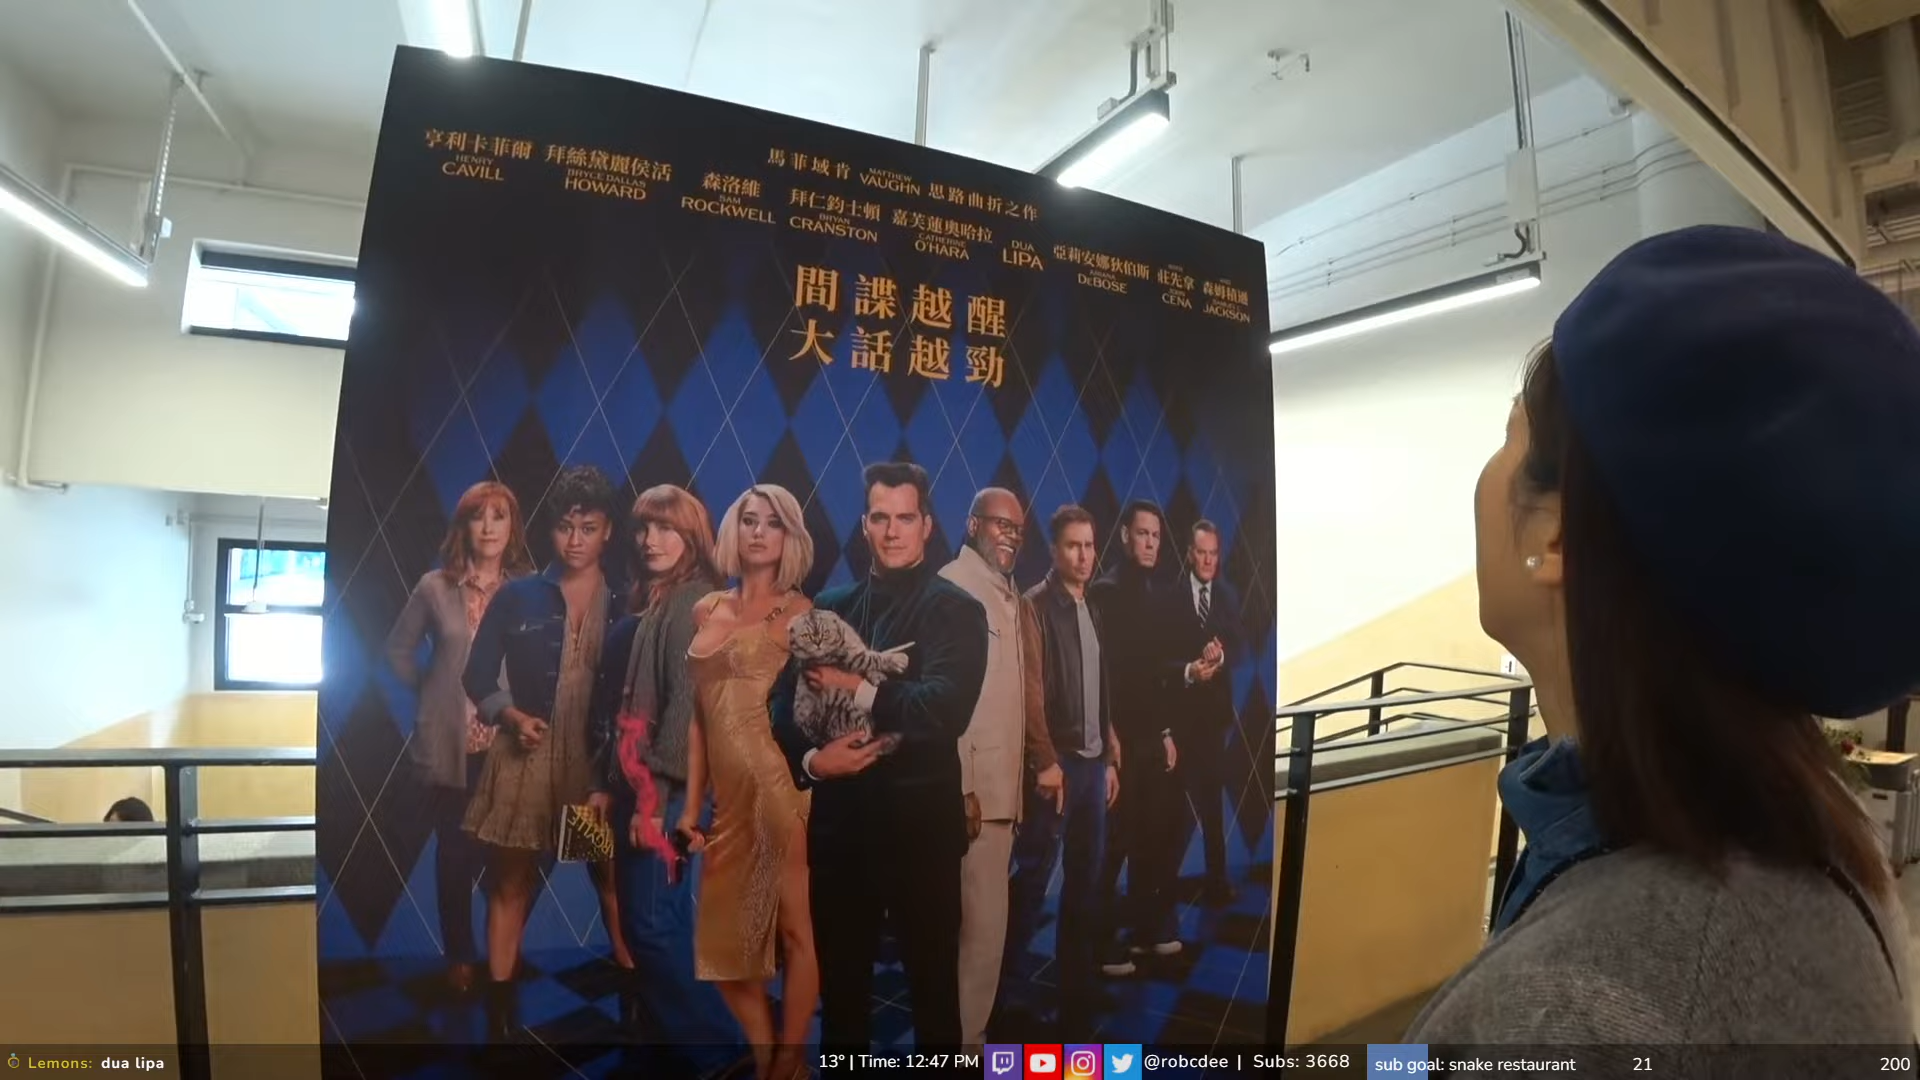 馬菲域肯 MATTHEW VAUGHN 思路曲折之作
亨利卡菲爾 HENRY CAVILL
拜絲黛麗侯活 BRYCE DALLAS HOWARD
森洛維 SAM ROCKWELL
拜仁鈞士頓 BRYAN CRANSTON
嘉芙蓮奧哈拉 CATHERINE O'HARA
DUA LIPA
亞莉安娜狄伯斯 ARIANA DEBOSE
莊先拿 JOHN CENA
森姆積遜 SAMUEL JACKSON
間諜越醒
大話越勁
Lemons: dua lipa
13° | Time: 12:47 PM @robcdee | Subs: 3668 sub goal: snake restaurant 21 200